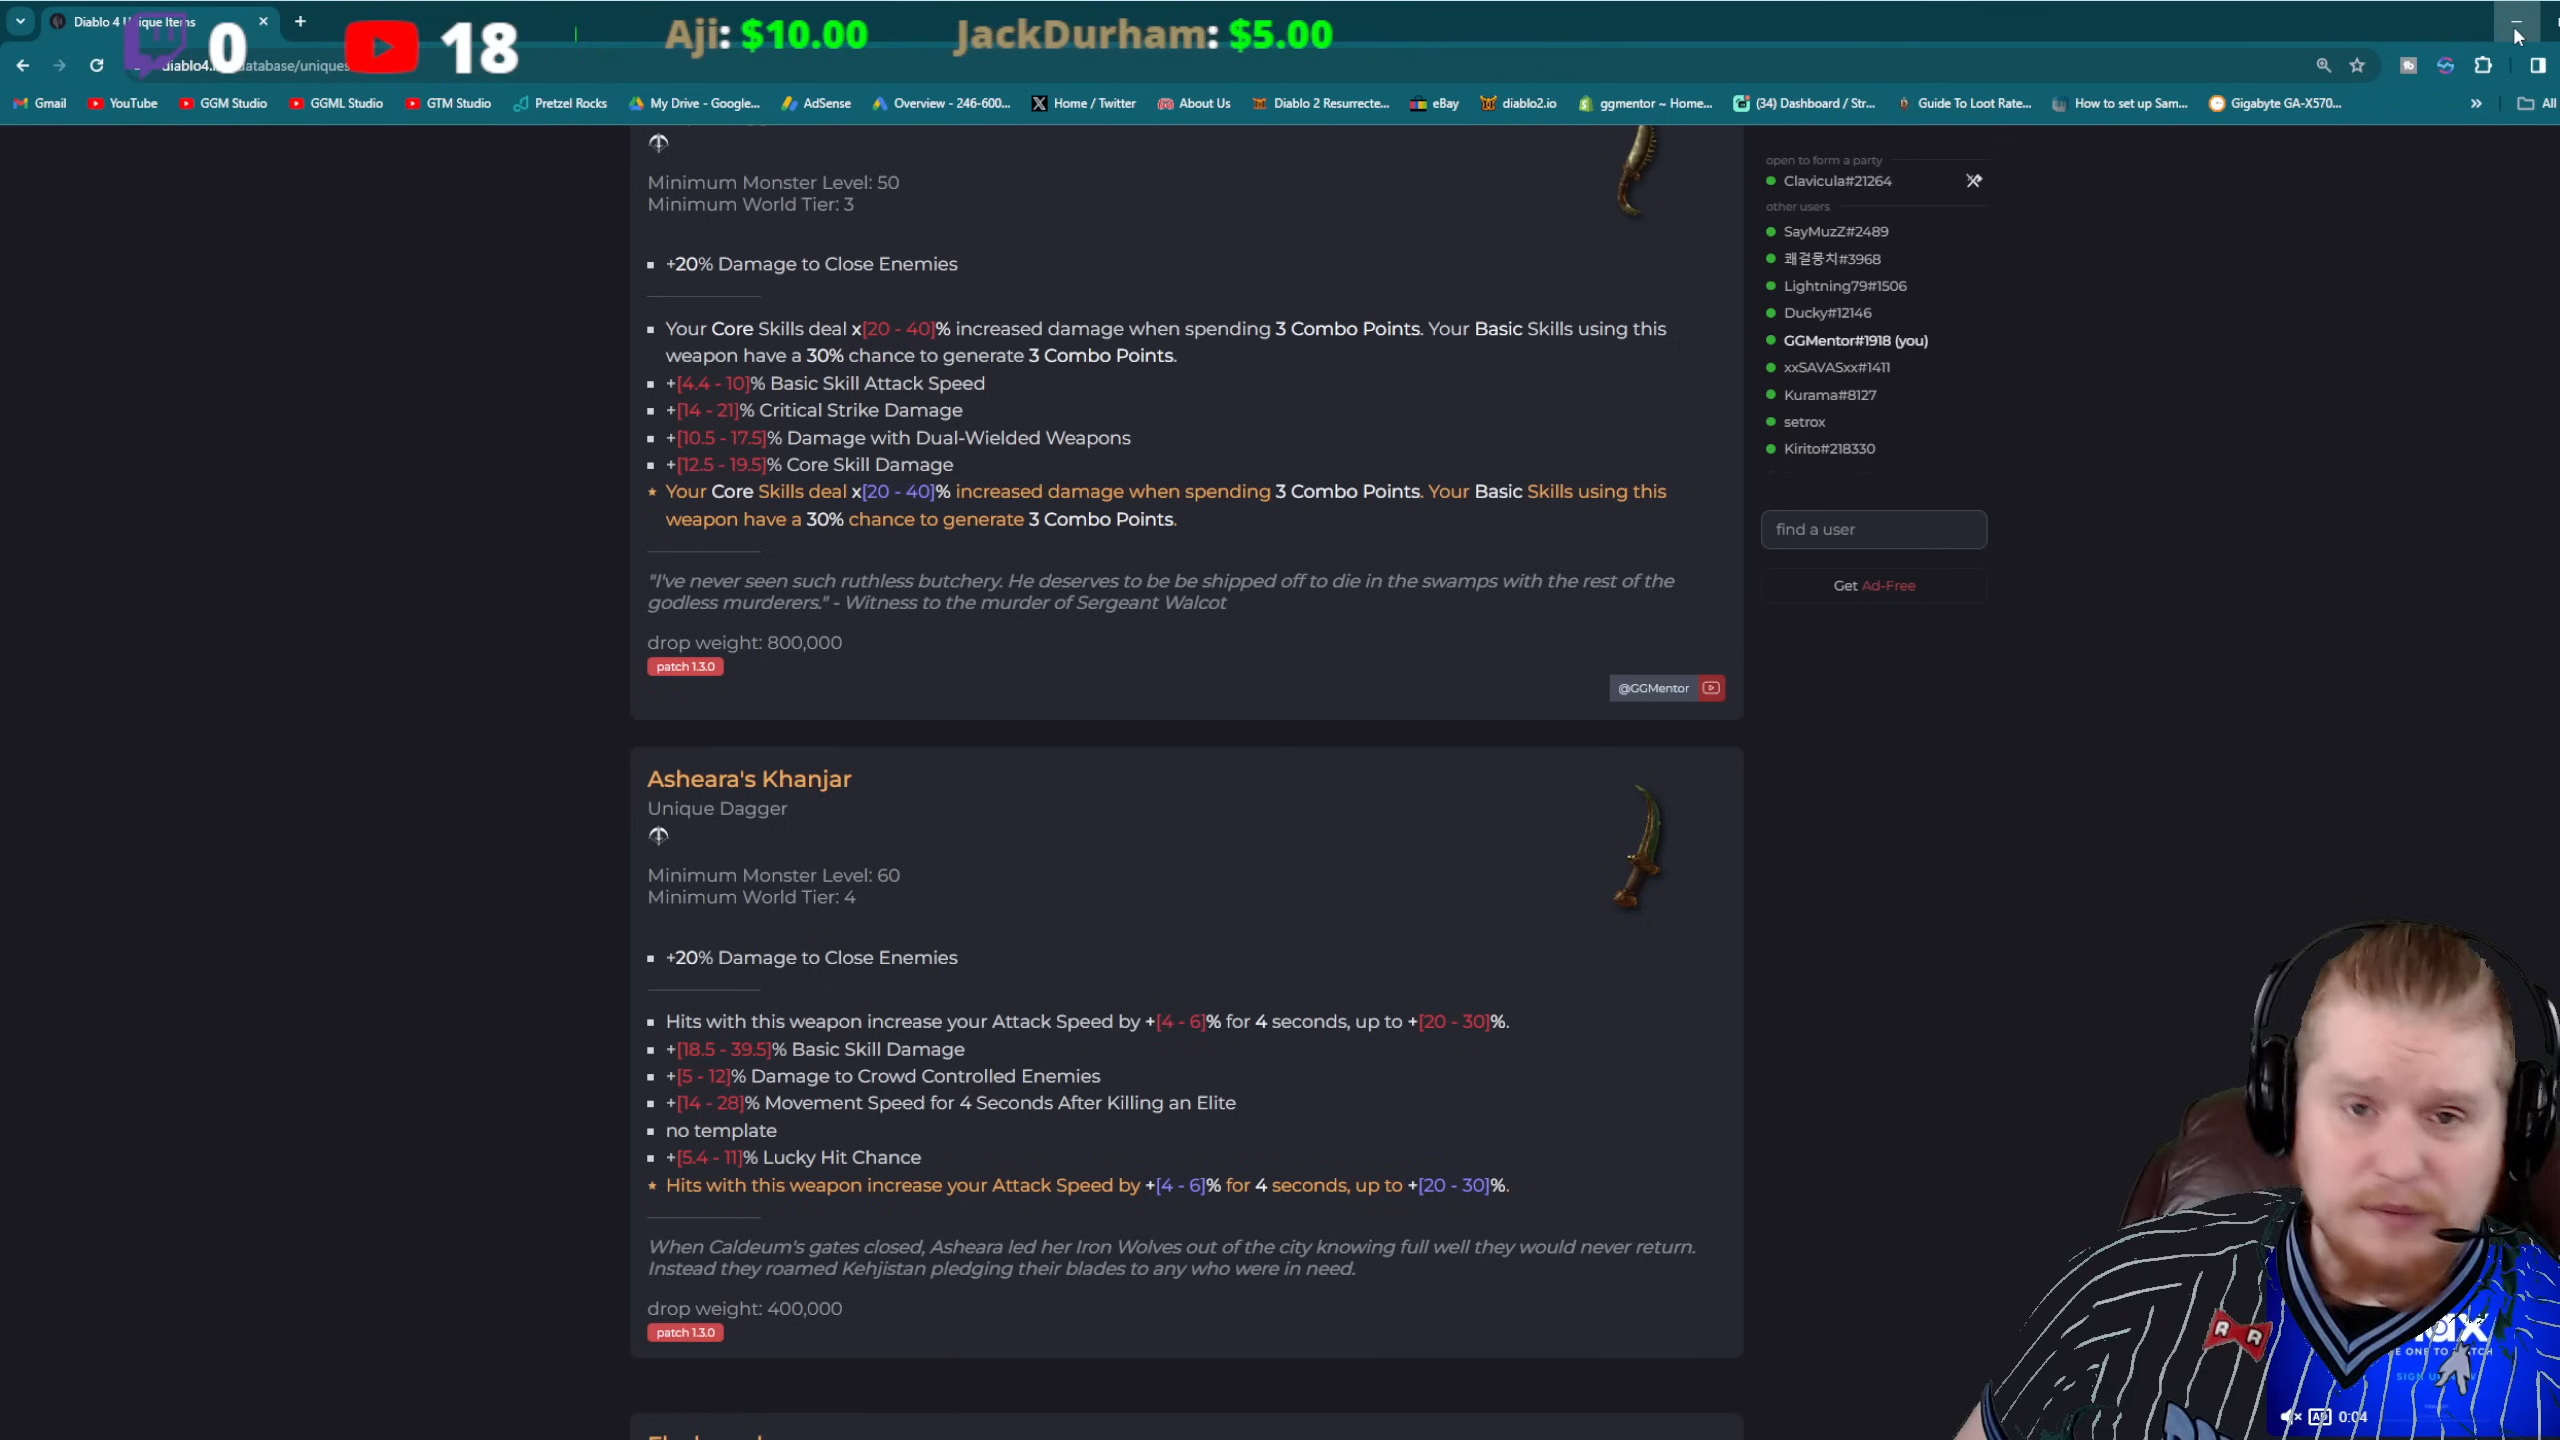 Diablo 4 Unique Items
0
18
Aji: $10.00
JackDurham: $5.00
diablo4.
atabase/uniques
Gmail
YouTube
GGM Studio
GGML Studio
GTM Studio
Pretzel Rocks
My Drive - Google...
AdSense
Overview - 246-600...
Home / Twitter
About Us
Diablo 2 Resurrecte...
eBay
diablo2.io
ggmentor ~ Home...
(34) Dashboard / Str...
Guide To Loot Rate...
How to set up Sam...
Gigabyte GA-X570...
All
Minimum Monster Level: 50
Minimum World Tier: 3
+20% Damage to Close Enemies
Your Core Skills deal x[20 - 40]% increased damage when spending 3 Combo Points. Your Basic Skills using this
weapon have a 30% chance to generate 3 Combo Points.
+[4.4 - 10]% Basic Skill Attack Speed
+[14 - 21]% Critical Strike Damage
+[10.5 - 17.5]% Damage with Dual-Wielded Weapons
+[12.5 - 19.5]% Core Skill Damage
Your Core Skills deal x[20 - 40]% increased damage when spending 3 Combo Points. Your Basic Skills using this
weapon have a 30% chance to generate 3 Combo Points.
"I've never seen such ruthless butchery. He deserves to be be shipped off to die in the swamps with the rest of the
godless murderers." - Witness to the murder of Sergeant Walcot
drop weight: 800,000
patch 1.3.0
@GGMentor
Asheara's Khanjar
Unique Dagger
Minimum Monster Level: 60
Minimum World Tier: 4
+20% Damage to Close Enemies
Hits with this weapon increase your Attack Speed by +[4 - 6]% for 4 seconds, up to +[20 - 30]%.
+[18.5 - 39.5]% Basic Skill Damage
+[5 - 12]% Damage to Crowd Controlled Enemies
+[14 - 28]% Movement Speed for 4 Seconds After Killing an Elite
no template
+[5.4 - 11]% Lucky Hit Chance
Hits with this weapon increase your Attack Speed by +[4 - 6]% for 4 seconds, up to +[20 - 30]%.
When Caldeum's gates closed, Asheara led her Iron Wolves out of the city knowing full well they would never return.
Instead they roamed Kehjistan pledging their blades to any who were in need.
drop weight: 400,000
patch 1.3.0
open to form a party
Clavicula#21264
other users
SayMuzZ#2489
쾌걸뭉치#3968
Lightning79#1506
Ducky#12146
GGMentor#1918 (you)
xxSAVASxx#1411
Kurama#8127
setrox
Kirito#218330
find a user
Get Ad-Free
R R
E ONE TO
SIGN U
AD 0:04